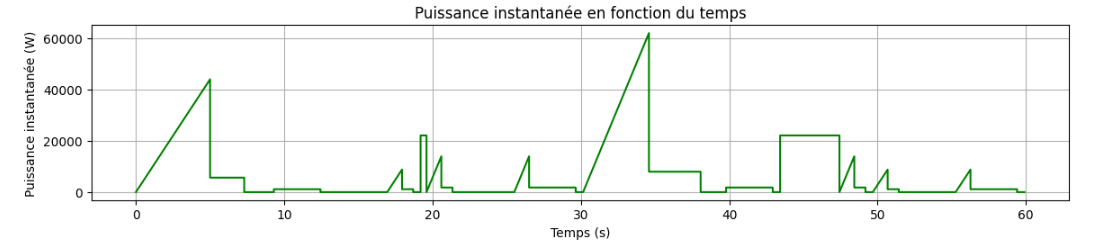 Puissance instantanée en fonction du temps
Puissance instantanée (W)
60000
40000
20000
0
0 10 20 30 40 50 60
Temps (s)